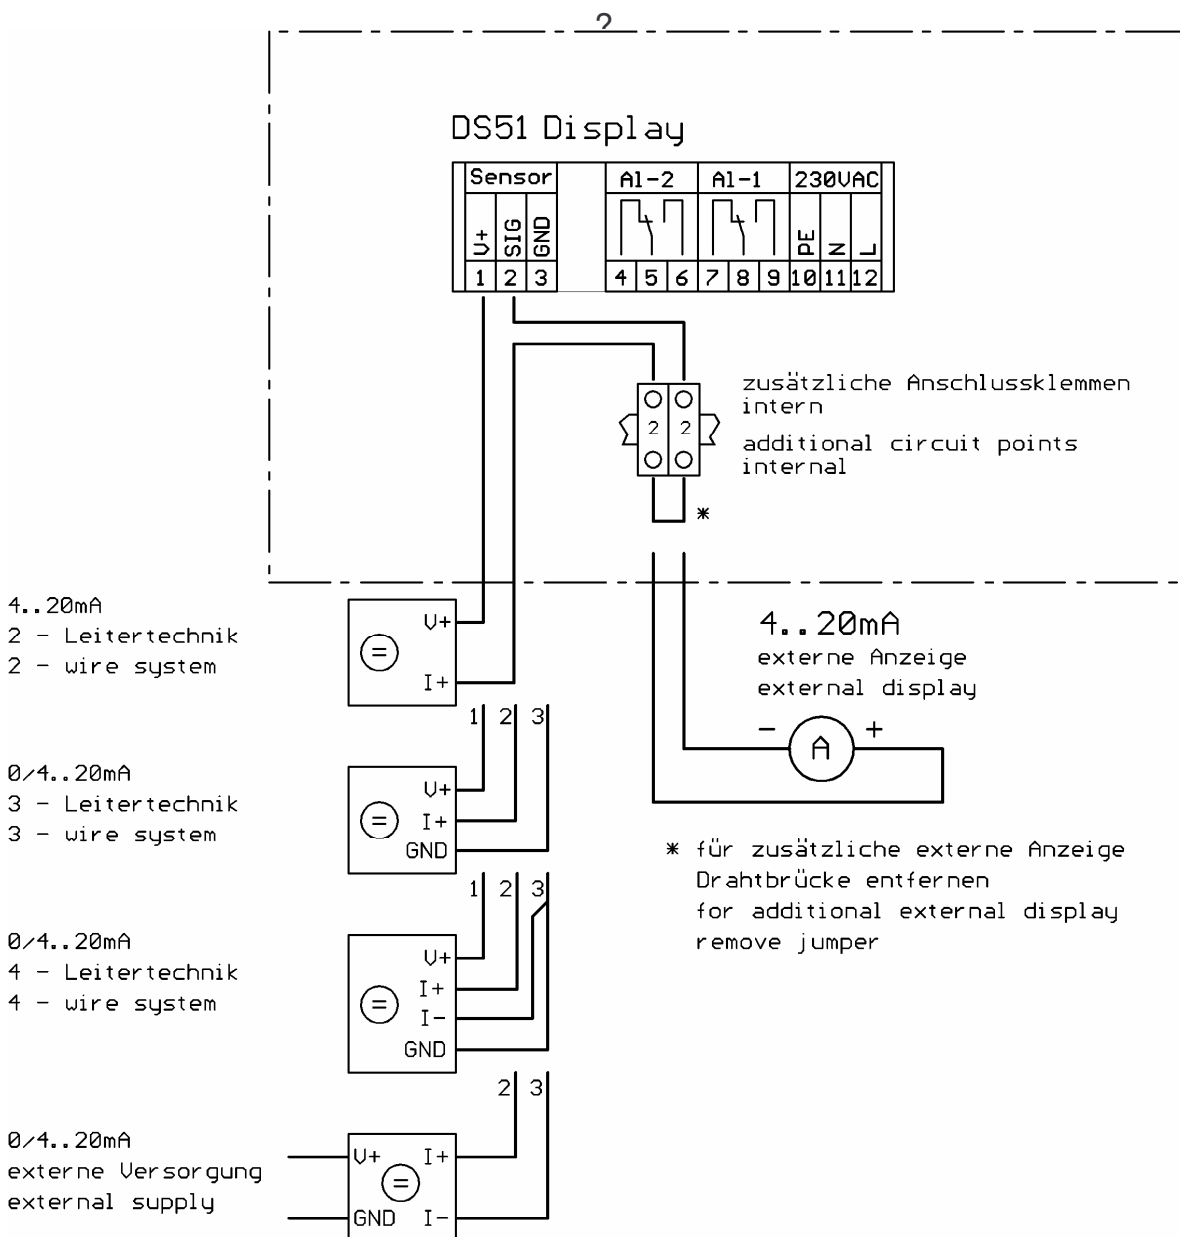 ?
DS51 Display
Sensor Al-2 Al-1 230VAC
V+ SIG GND PE N L
1 2 3 4 5 6 7 8 9 10 11 12
zusätzliche Anschlussklemmen
intern
2 2
additional circuit points
internal
*
4..20mA
2 - Leitertechnik
2 - wire system
V+
I+
4..20mA
externe Anzeige
external display
- A +
1 2 3
0/4..20mA
3 - Leitertechnik
3 - wire system
V+
I+
GND
* für zusätzliche externe Anzeige
Drahtbrücke entfernen
for additional external display
remove jumper
1 2 3
0/4..20mA
4 - Leitertechnik
4 - wire system
V+
I+
I-
GND
2 3
0/4..20mA
externe Versorgung
external supply
V+ I+
GND I-